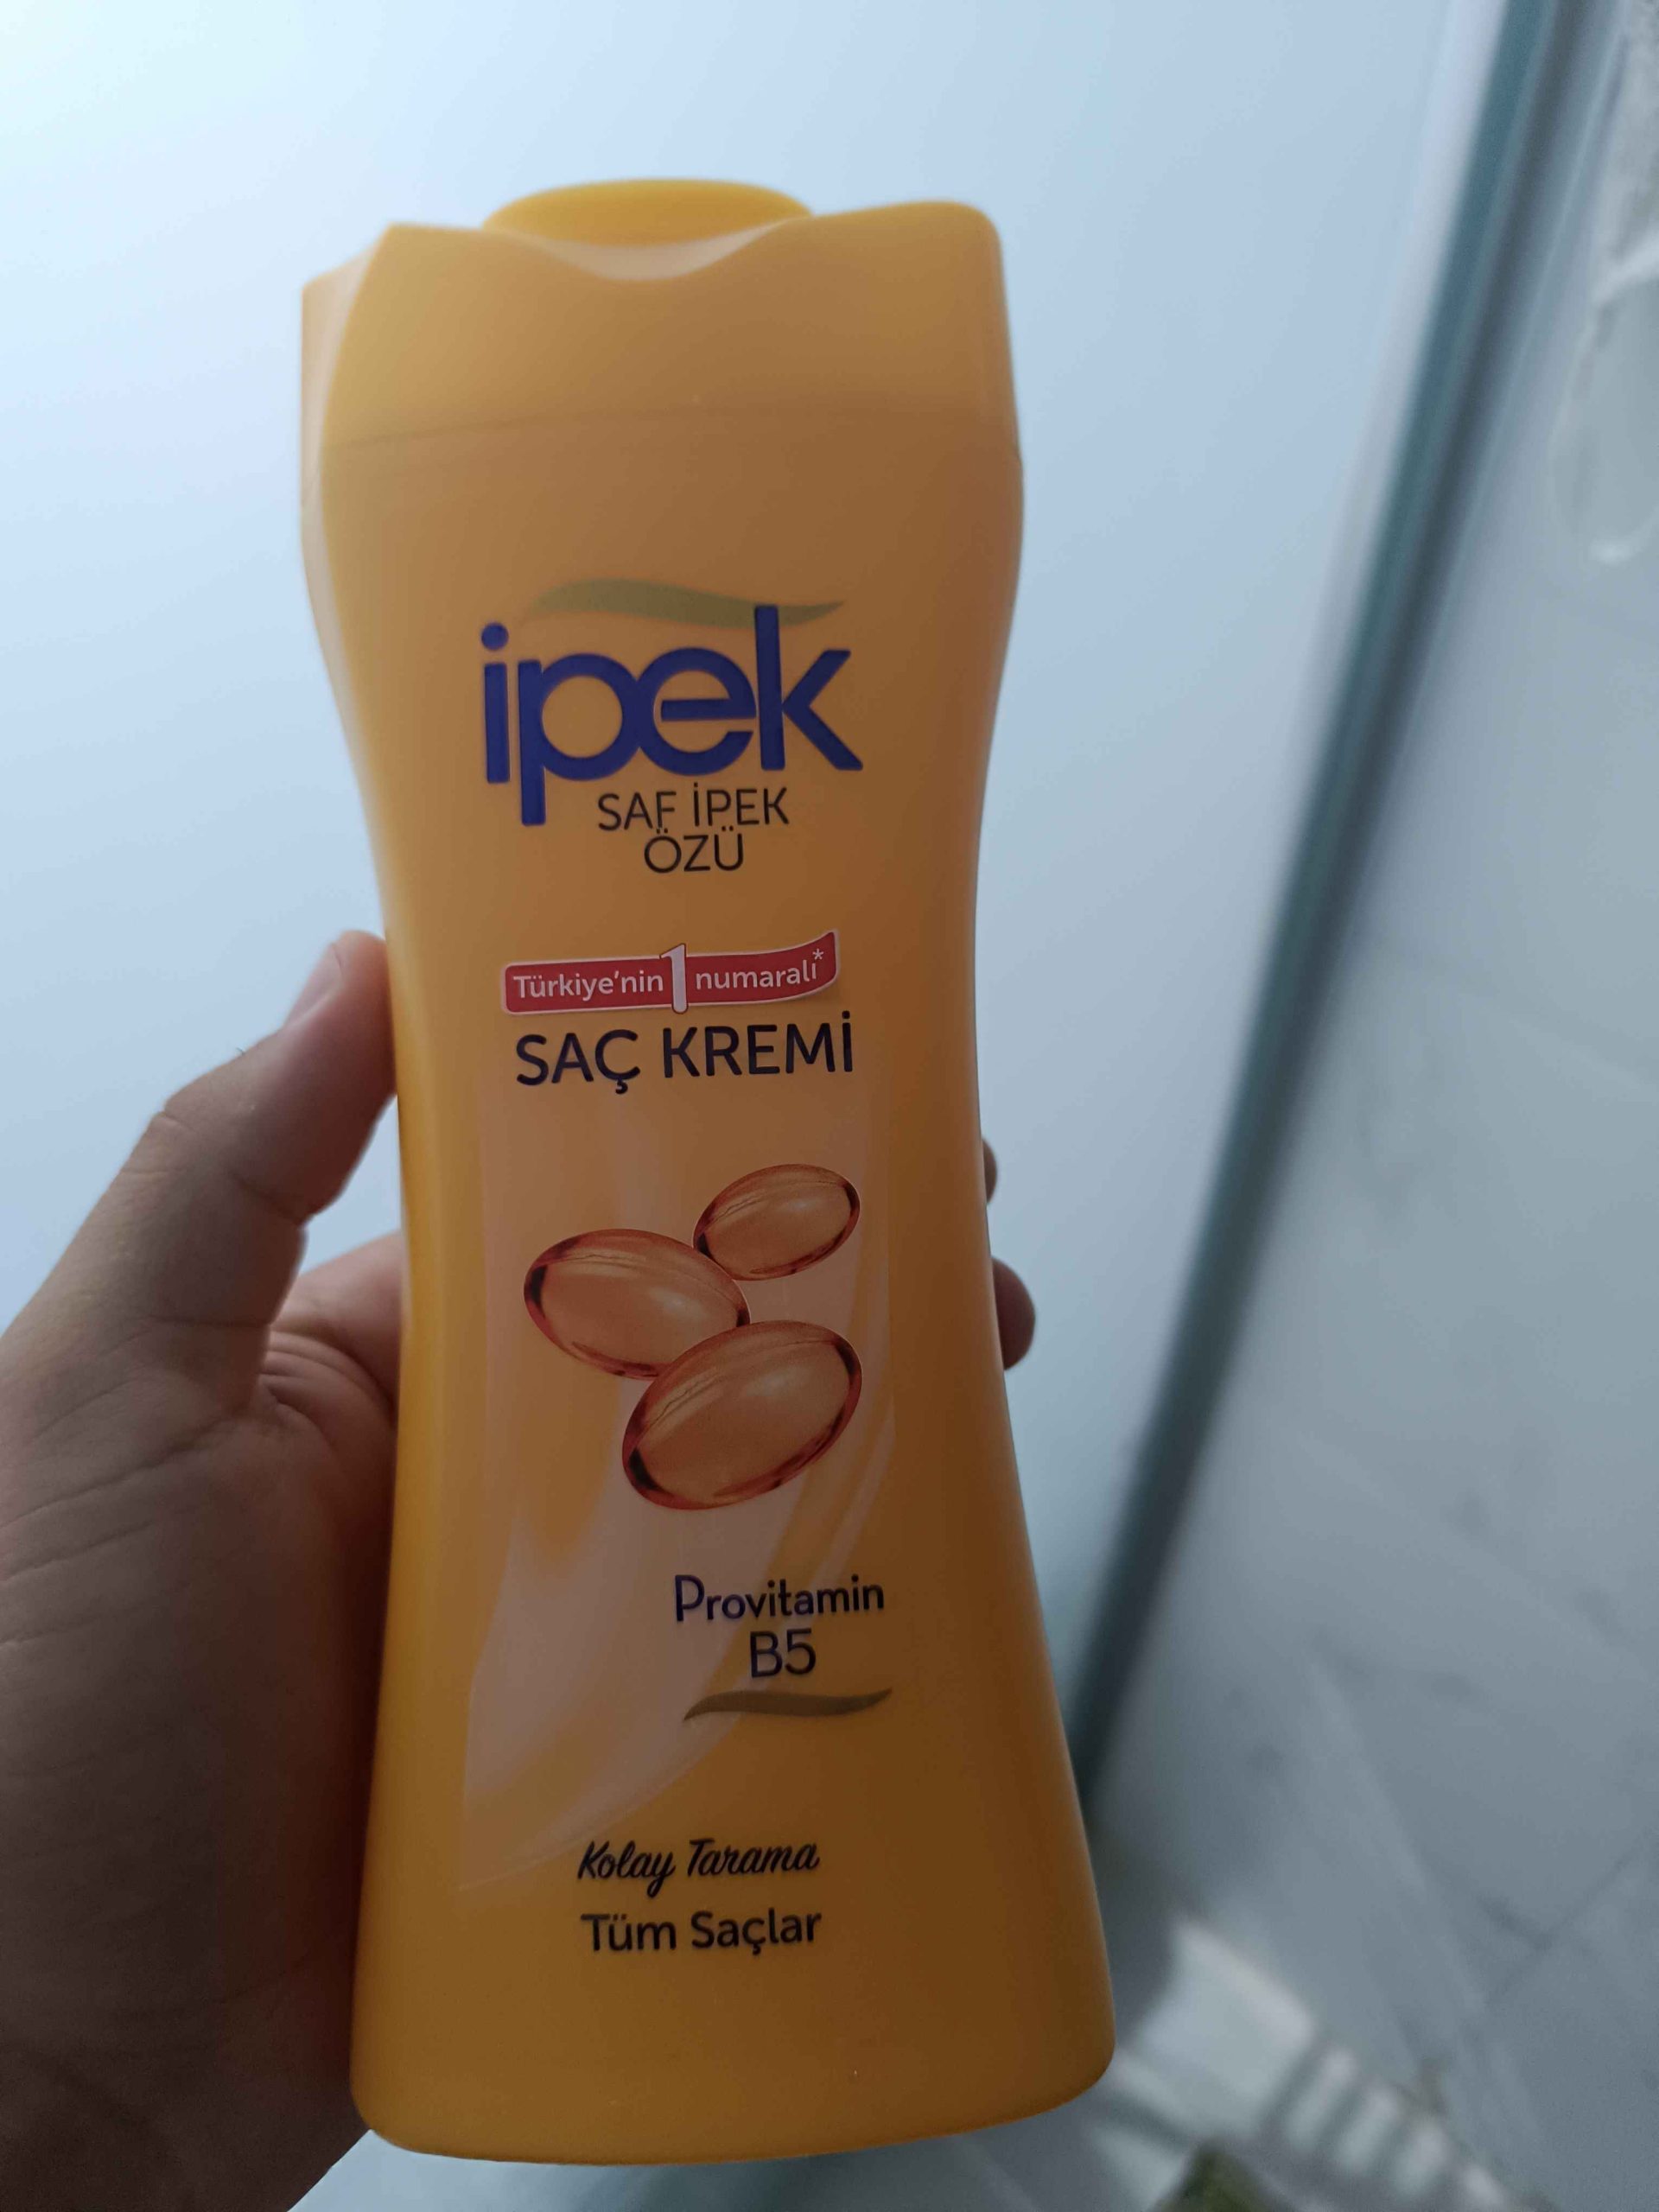 ipek
SAF İPEK
ÖZÜ
Türkiye'nin 1 numaralı*
SAÇ KREMİ
Provitamin
B5
Kolay Tarama
Tüm Saçlar